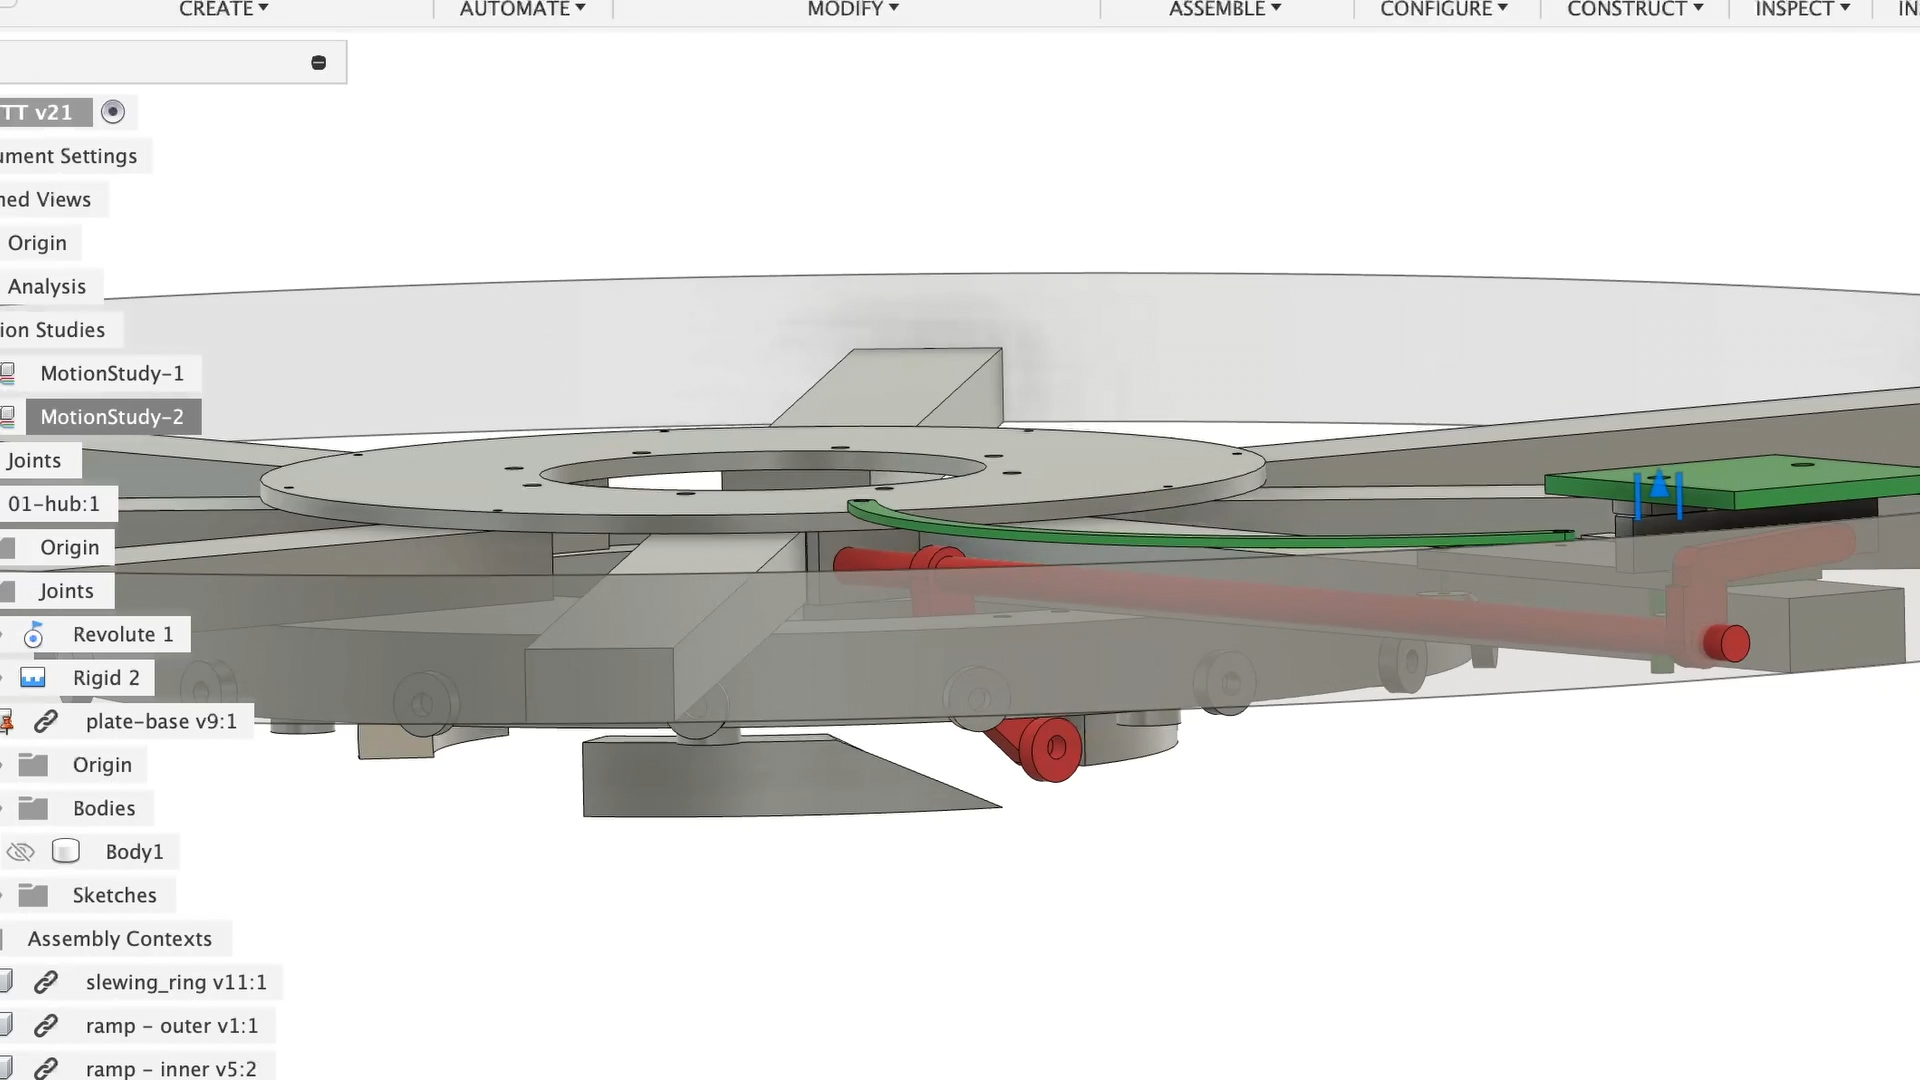 CREATE AUTOMATE MODIFY ASSEMBLE CONFIGURE CONSTRUCT INSPECT IN
TT v21
ument Settings
ned Views
Origin
Analysis
ion Studies
MotionStudy-1
MotionStudy-2
Joints
01-hub:1
Origin
Joints
Revolute 1
Rigid 2
plate-base v9:1
Origin
Bodies
Body1
Sketches
Assembly Contexts
slewing_ring v11:1
ramp - outer v1:1
ramp - inner v5:2